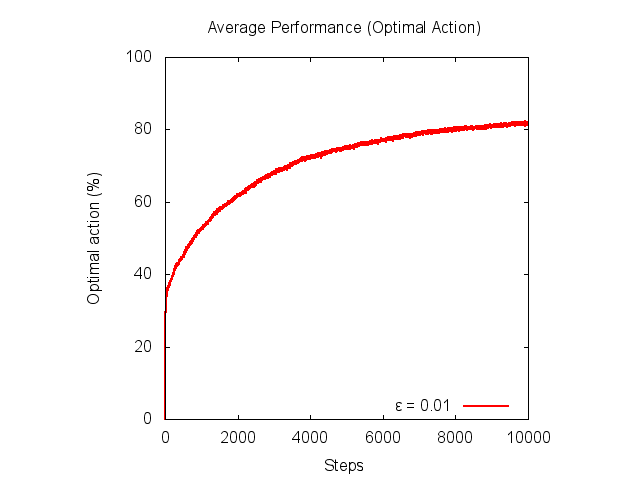 Average Performance (Optimal Action)
100
80
60
40
20
0
Optimal action (%)
ε = 0.01
0 2000 4000 6000 8000 10000
Steps